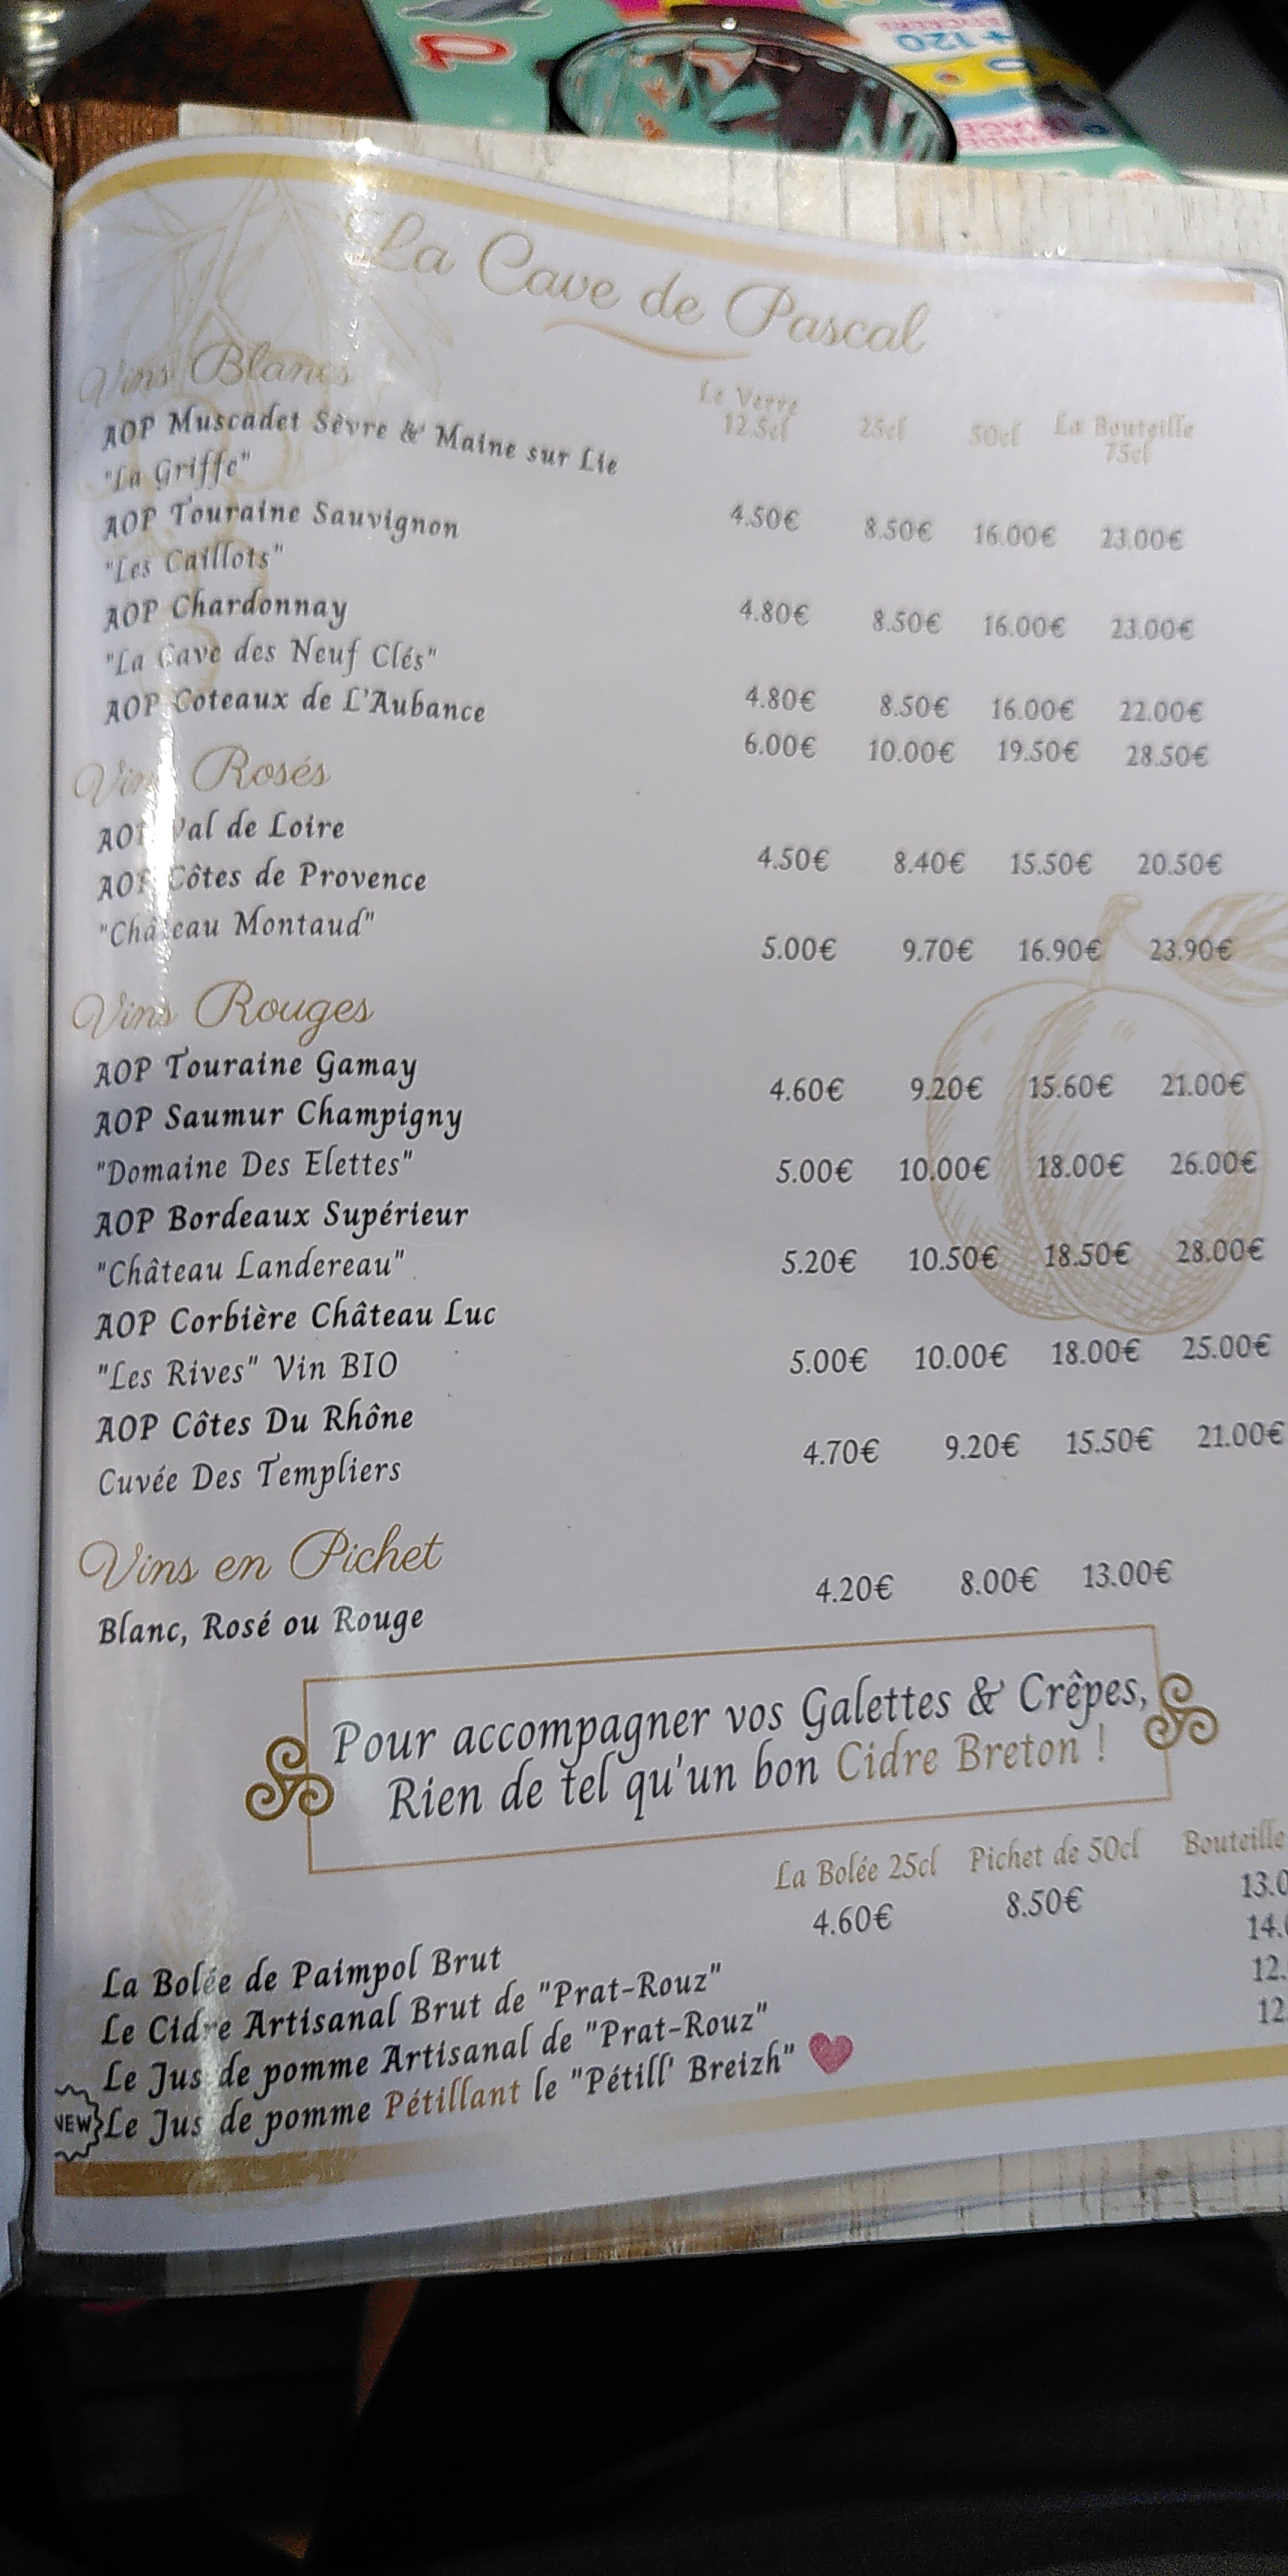 La Cave de Pascal
Vins Blancs
Le Verre 12.5cl 25cl 50cl La Bouteille 75cl
AOP Muscadet Sèvre & Maine sur Lie
"La Griffe" 4.50€ 8.50€ 16.00€ 23.00€
AOP Touraine Sauvignon
"Les Caillots" 4.80€ 8.50€ 16.00€ 23.00€
AOP Chardonnay
"La Cave des Neuf Clés" 4.80€ 8.50€ 16.00€ 22.00€
AOP Coteaux de L'Aubance 6.00€ 10.00€ 19.50€ 28.50€
Vins Rosés
AOP Val de Loire 4.50€ 8.40€ 15.50€ 20.50€
AOP Côtes de Provence
"Château Montaud" 5.00€ 9.70€ 16.90€ 23.90€
Vins Rouges
AOP Touraine Gamay 4.60€ 9.20€ 15.60€ 21.00€
AOP Saumur Champigny
"Domaine Des Elettes" 5.00€ 10.00€ 18.00€ 26.00€
AOP Bordeaux Supérieur
"Château Landereau" 5.20€ 10.50€ 18.50€ 28.00€
AOP Corbière Château Luc
"Les Rives" Vin BIO 5.00€ 10.00€ 18.00€ 25.00€
AOP Côtes Du Rhône
Cuvée Des Templiers 4.70€ 9.20€ 15.50€ 21.00€
Vins en Pichet
Blanc, Rosé ou Rouge 4.20€ 8.00€ 13.00€
Pour accompagner vos Galettes & Crêpes,
Rien de tel qu'un bon Cidre Breton !
La Bolée 25cl Pichet de 50cl Bouteille
La Bolée de Paimpol Brut 4.60€ 8.50€ 13.0
Le Cidre Artisanal Brut de "Prat-Rouz" 14.
Le Jus de pomme Artisanal de "Prat-Rouz" 12.
NEW Le Jus de pomme Pétillant le "Pétill' Breizh" 12.
+ 120
STICKERS